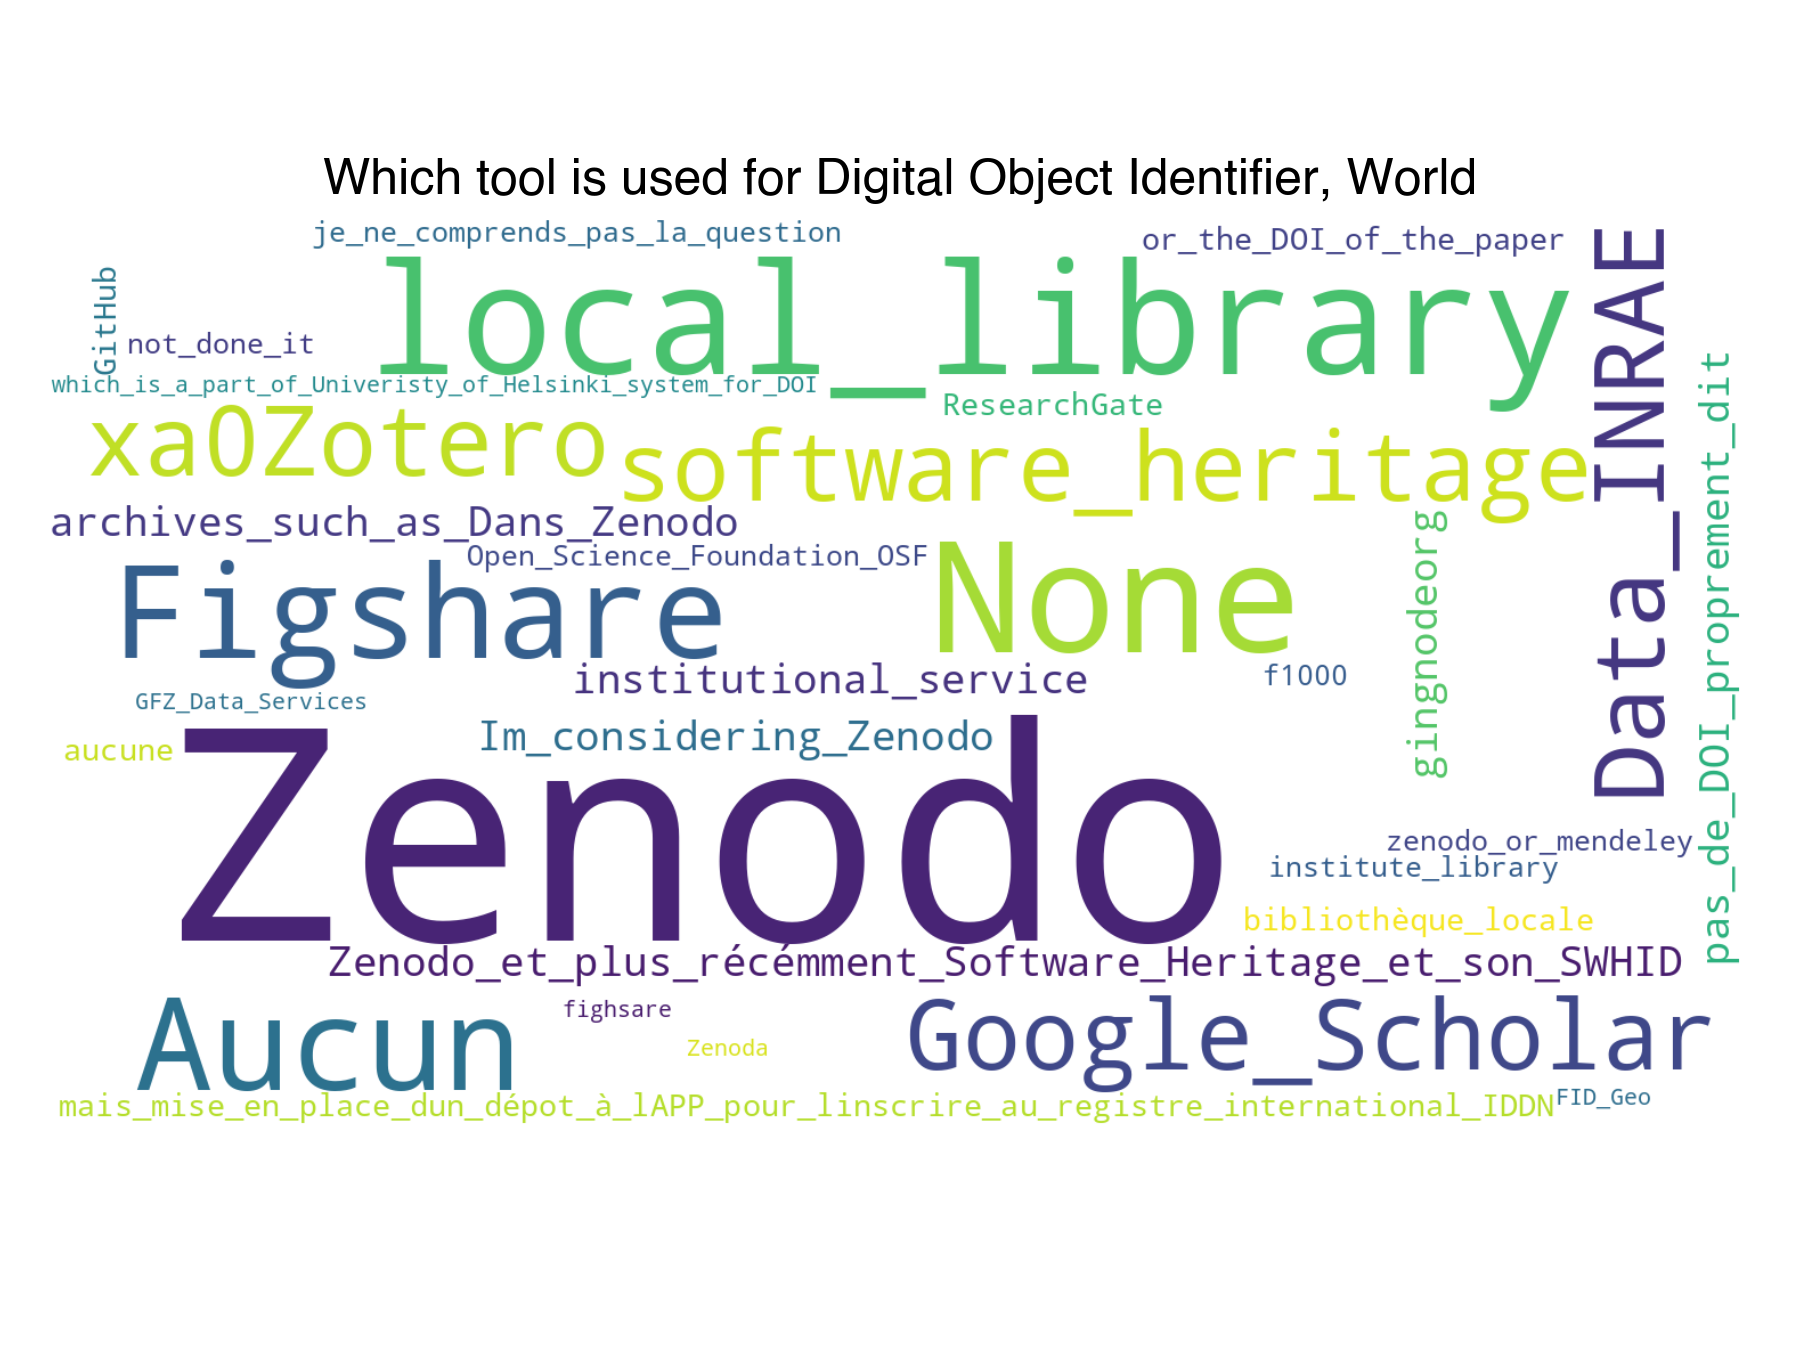 Which tool is used for Digital Object Identifier, World
je_ne_comprends_pas_la_question
or_the_DOI_of_the_paper
GitHub
local_library
Data_INRAE
not_done_it
which_is_a_part_of_Univeristy_of_Helsinki_system_for_DOI
ResearchGate
pas_de_DOI_proprement_dit
xa0Zotero
software_heritage
archives_such_as_Dans_Zenodo
gingnodeorg
Open_Science_Foundation_OSF
Figshare
None
institutional_service
f1000
GFZ_Data_Services
Im_considering_Zenodo
aucune
Zenodo
zenodo_or_mendeley
institute_library
bibliothèque_locale
Zenodo_et_plus_récémment_Software_Heritage_et_son_SWHID
Aucun
fighsare
Google_Scholar
Zenoda
mais_mise_en_place_dun_dépot_à_lAPP_pour_linscrire_au_registre_international_IDDN
FID_Geo